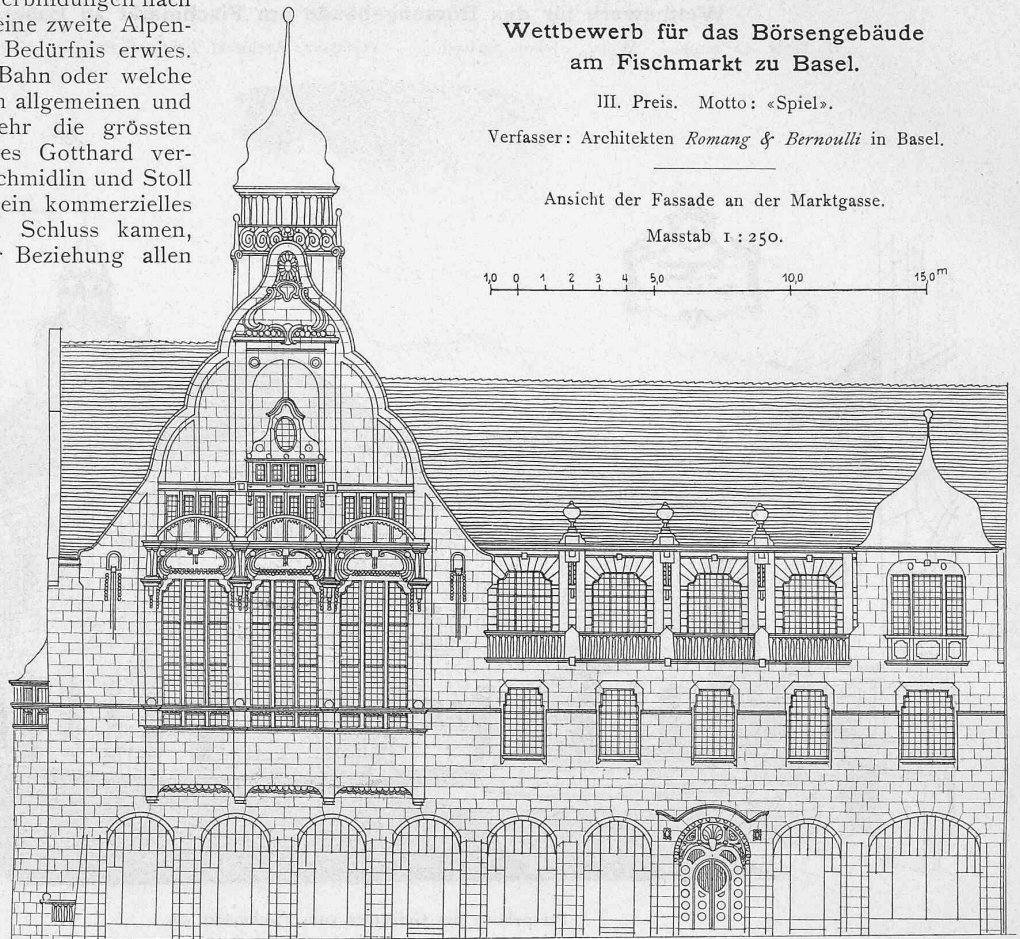 erbindungen nach
eine zweite Alpen-
Bedürfnis erwies.
Bahn oder welche
allgemeinen und
ehr die grössten
es Gotthard ver-
chmidlin und Stoll
ein kommerzielles
Schluss kamen,
Beziehung allen
Wettbewerb für das Börsengebäude
am Fischmarkt zu Basel.
III. Preis. Motto: «Spiel».
Verfasser: Architekten Romang & Bernoulli in Basel.
Ansicht der Fassade an der Marktgasse.
Masstab 1 : 250.
1,0 0 1 2 3 4 5,0 10,0 15,0 m